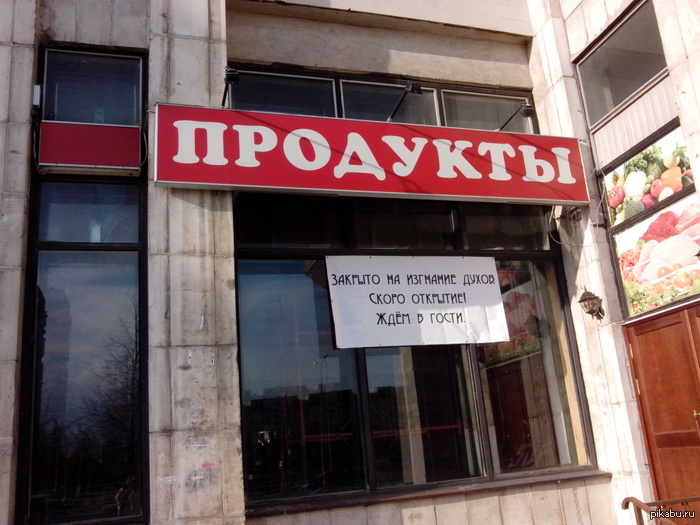 ПРОДУКТЫ
Закрыто на изгнание духов.
Скоро открытие!
Ждём в гости.
pikabu.ru